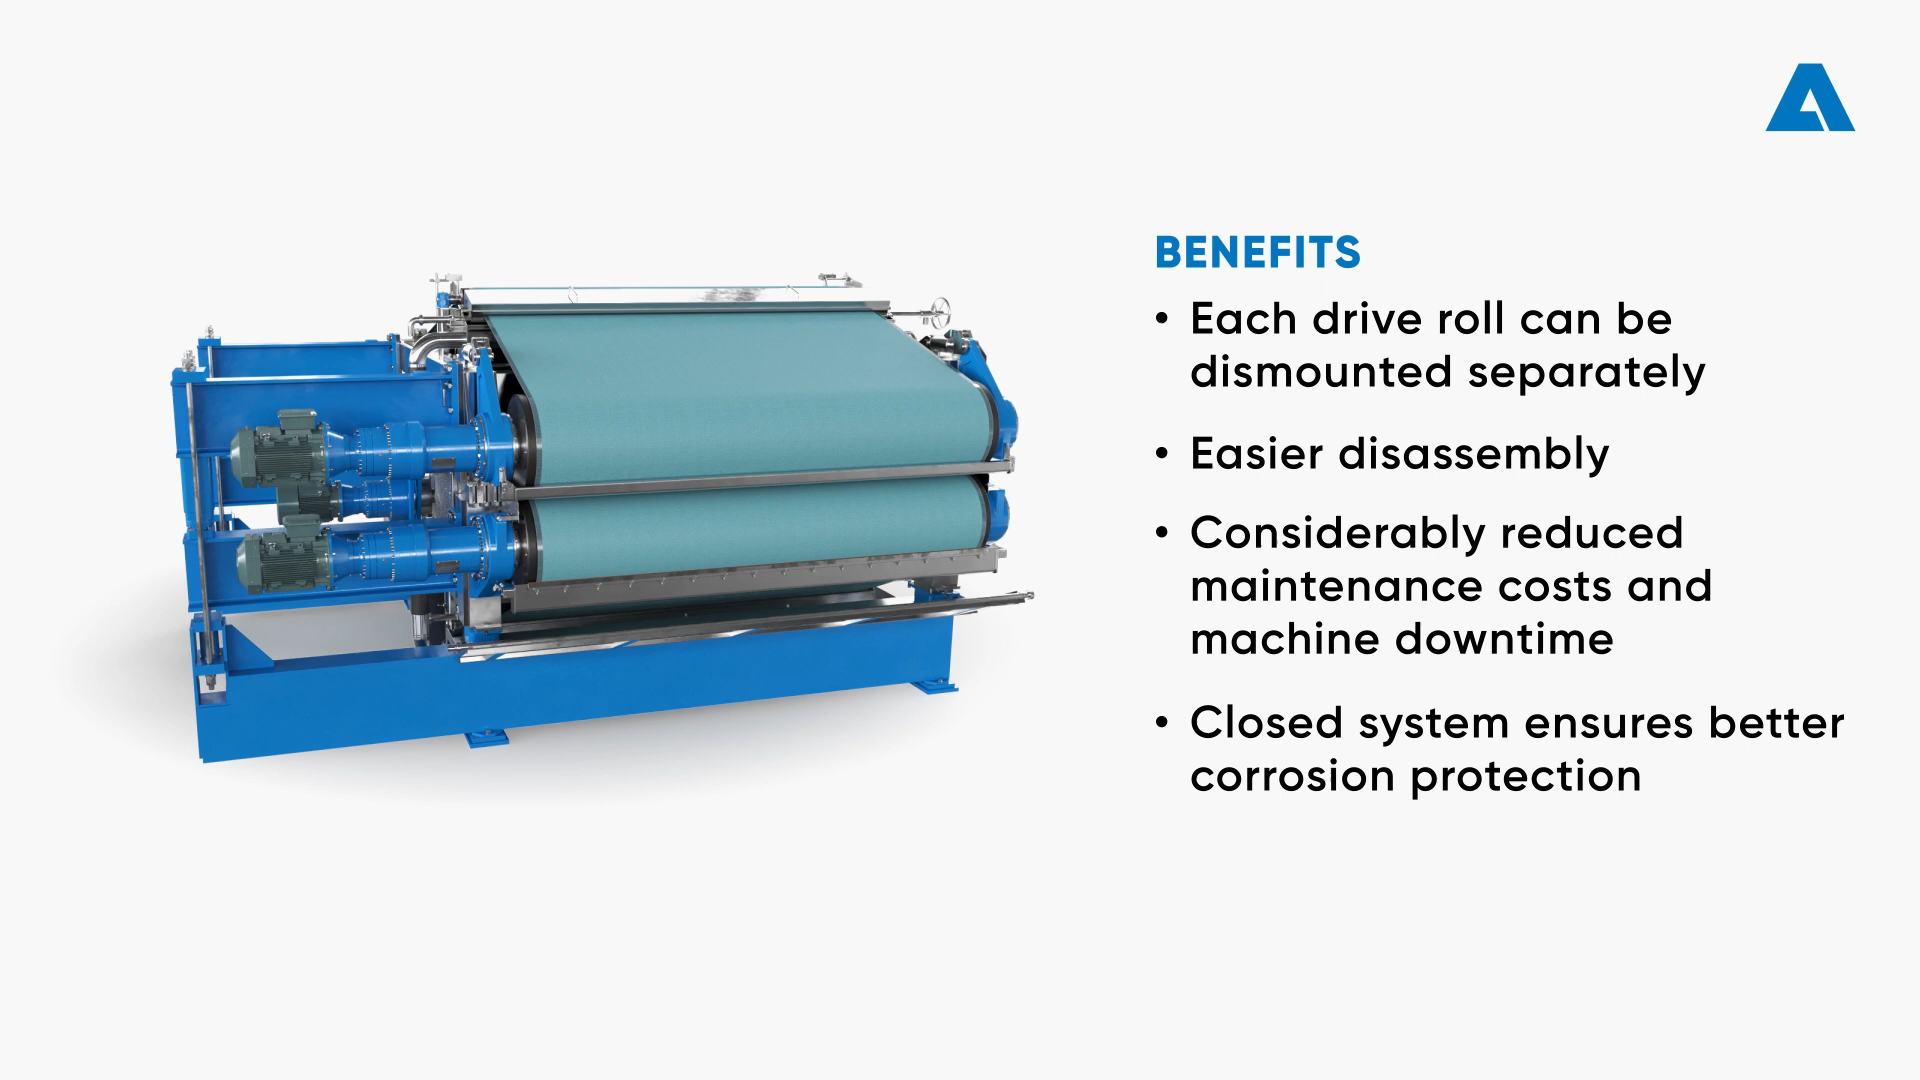 BENEFITS
• Each drive roll can be
dismounted separately
• Easier disassembly
• Considerably reduced
maintenance costs and
machine downtime
• Closed system ensures better
corrosion protection